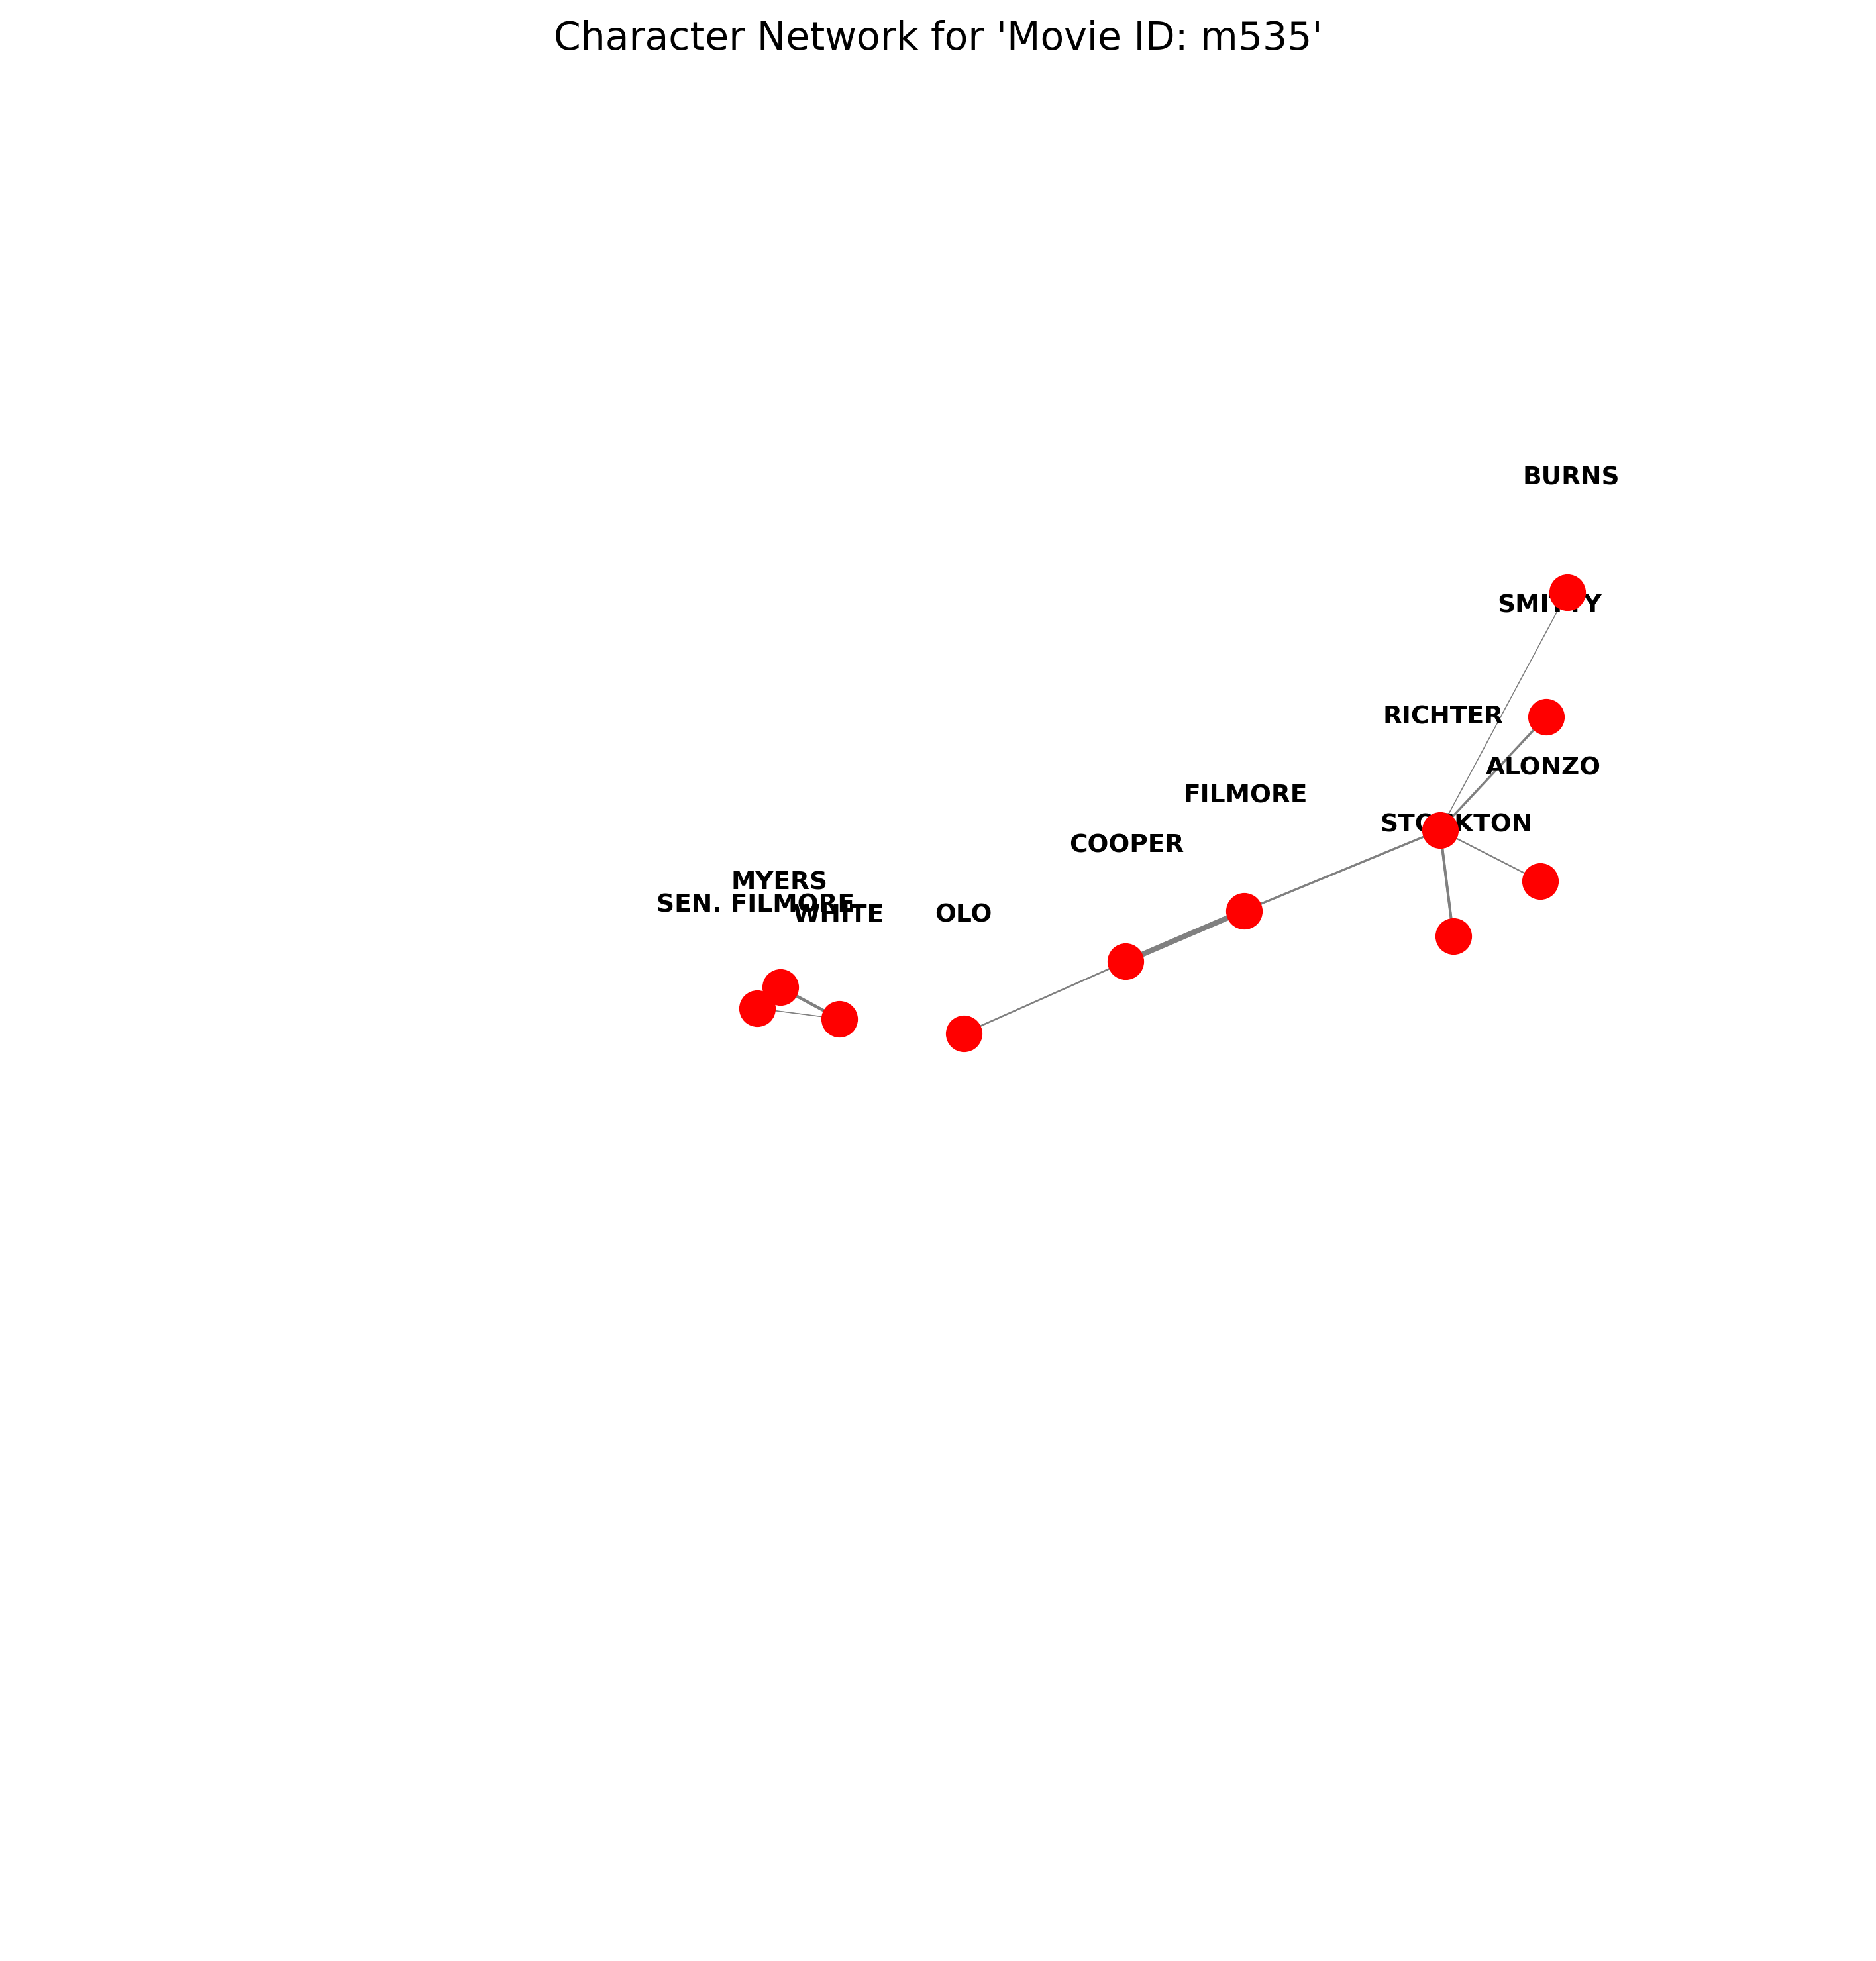 Character Network for 'Movie ID: m535'
BURNS
SMITTY
RICHTER
ALONZO
FILMORE
STOCKTON
COOPER
MYERS
SEN. FILMORE
WHITE
OLO